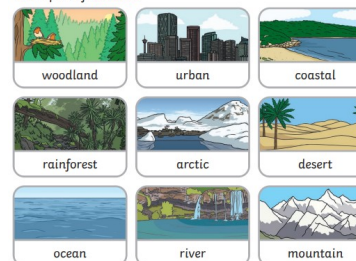 woodland urban coastal
rainforest arctic desert
ocean river mountain